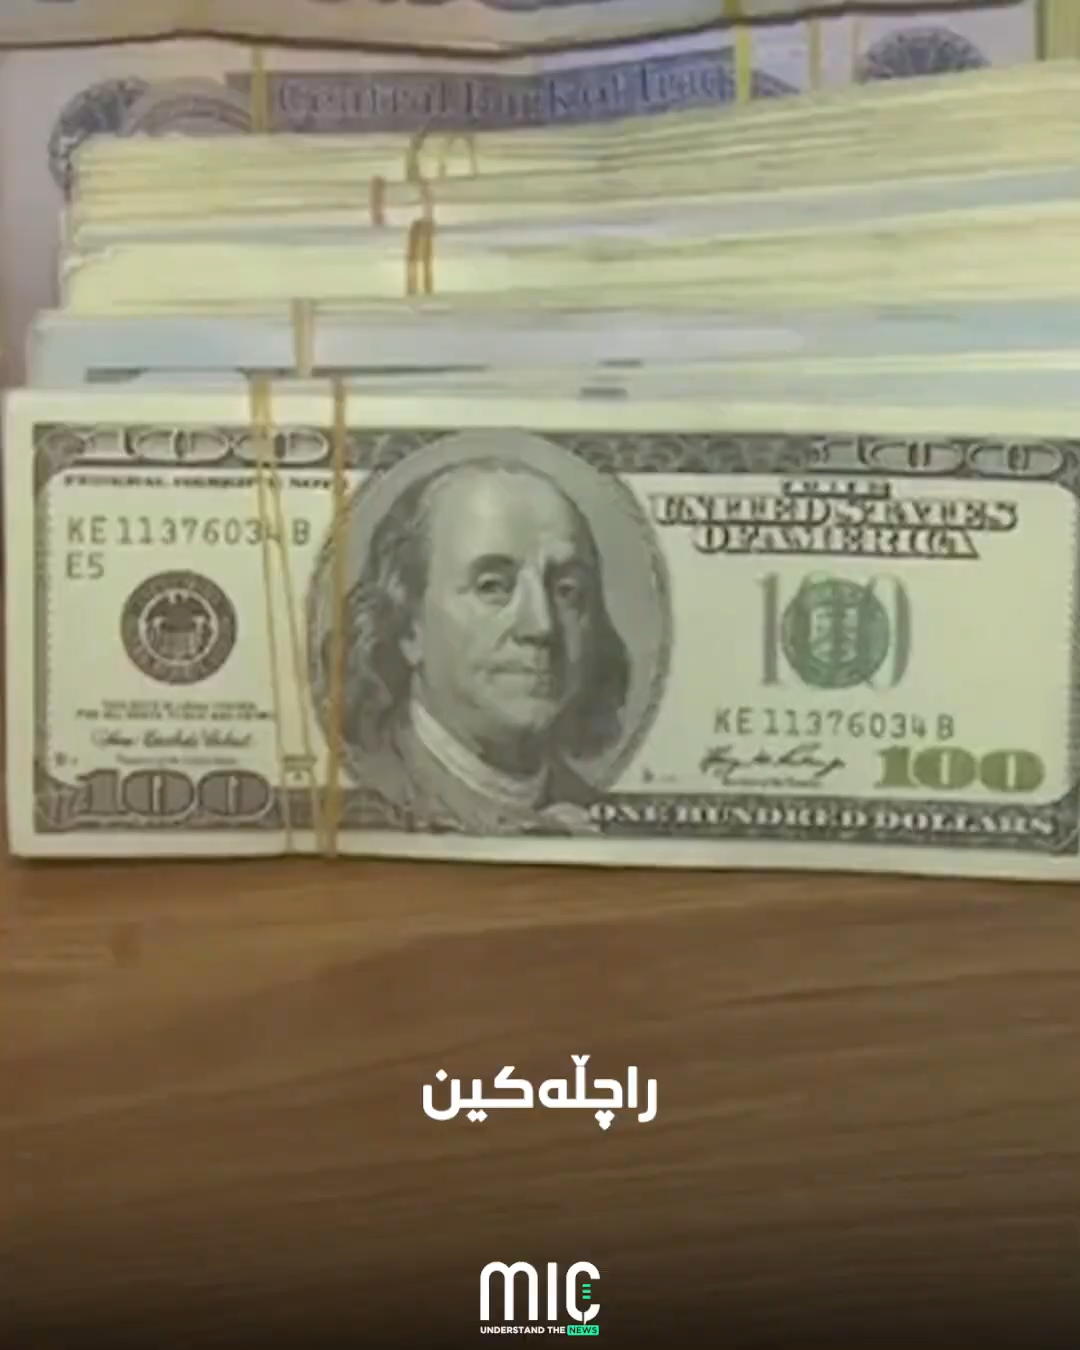 Central Bank of Iraq
100
100
FEDERAL RESERVE NOTE
THE
UNITED STATES
OF AMERICA
KE 11376034 B
E5
100
KE 11376034 B
100
100
ONE HUNDRED DOLLARS
راچڵەکین
MIC
UNDERSTAND THE NEWS